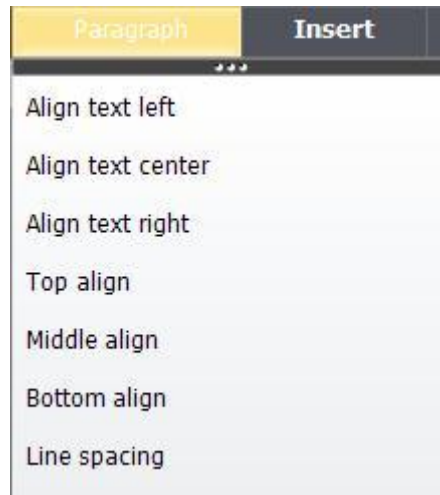 Paragraph Insert
Align text left
Align text center
Align text right
Top align
Middle align
Bottom align
Line spacing